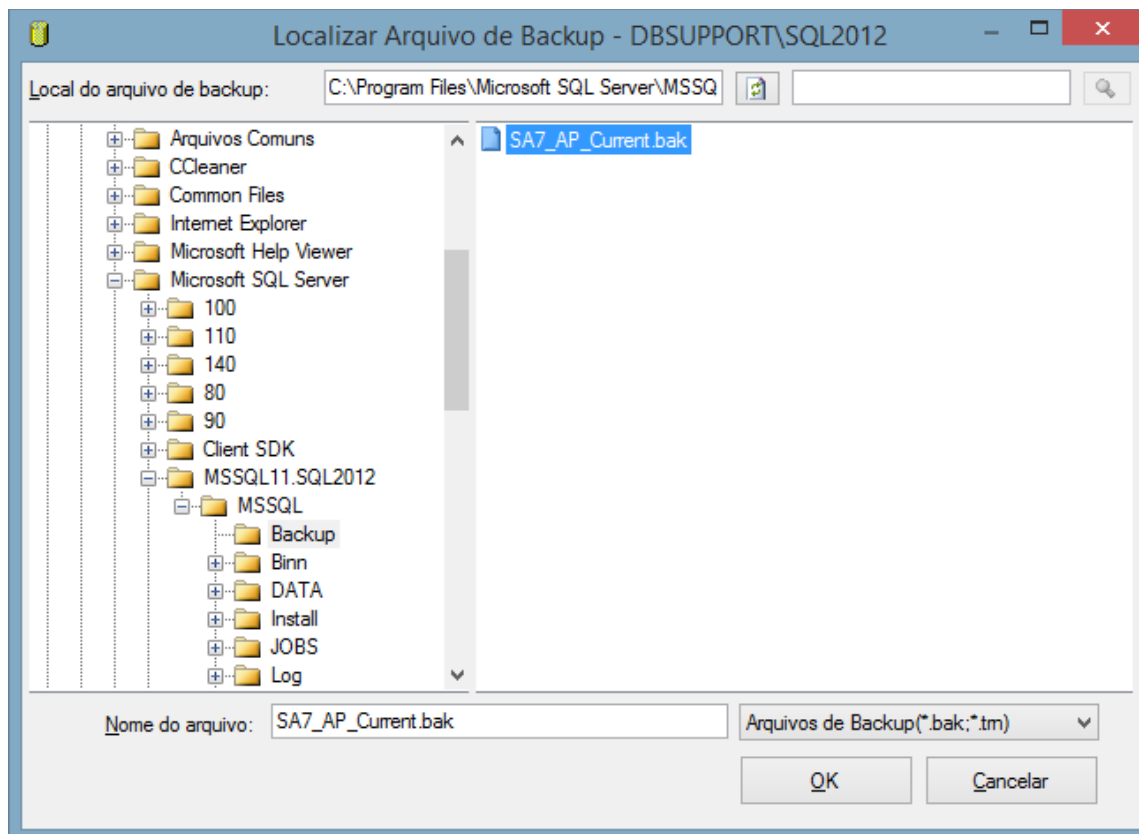 Localizar Arquivo de Backup - DBSUPPORT\SQL2012
Local do arquivo de backup: C:\Program Files\Microsoft SQL Server\MSSQ
Arquivos Comuns
CCleaner
Common Files
Internet Explorer
Microsoft Help Viewer
Microsoft SQL Server
100
110
140
80
90
Client SDK
MSSQL11.SQL2012
MSSQL
Backup
Binn
DATA
Install
JOBS
Log
SA7_AP_Current.bak
Nome do arquivo: SA7_AP_Current.bak
Arquivos de Backup(*.bak;*.trn)
OK
Cancelar